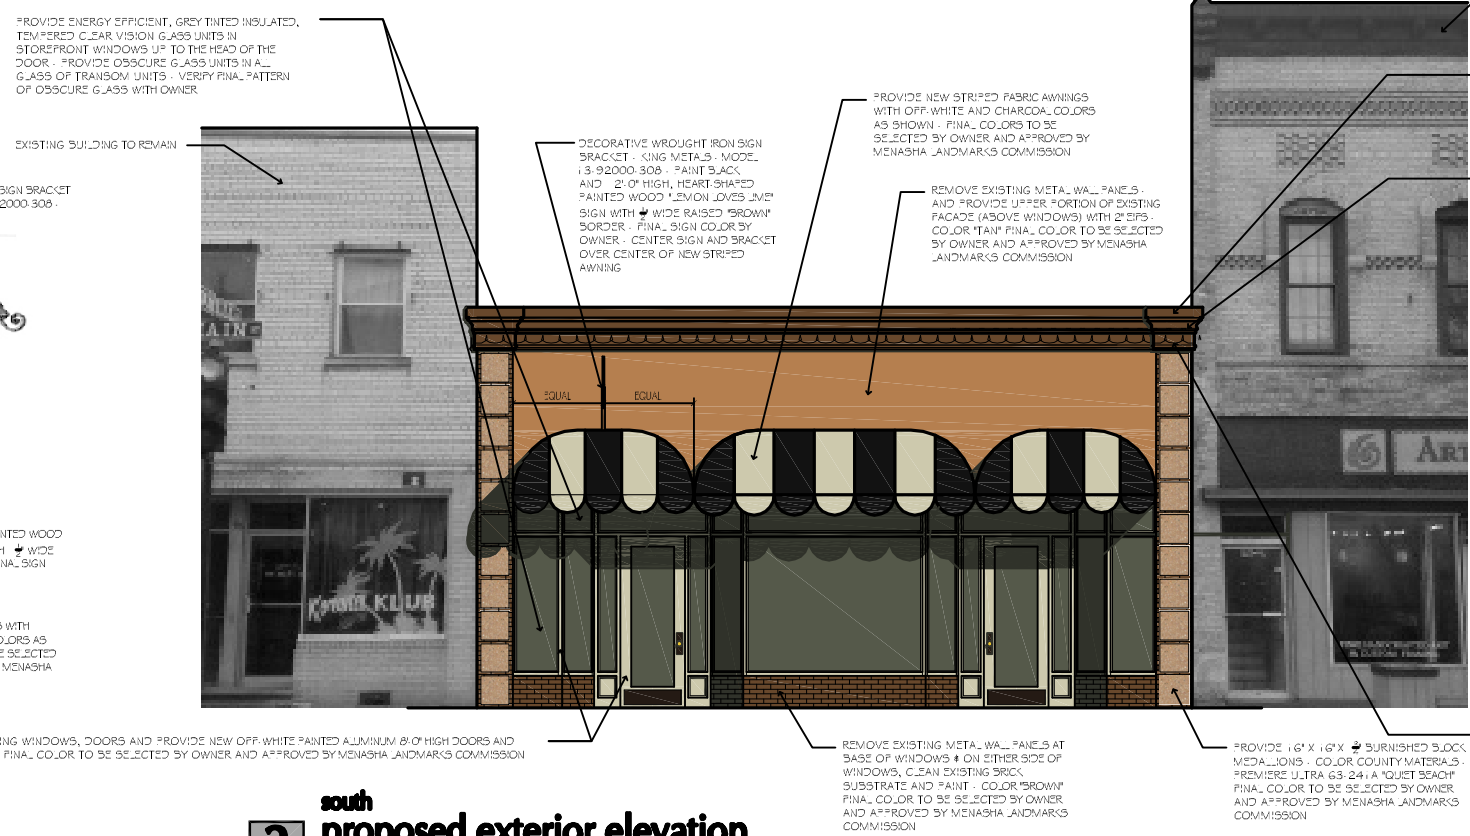 PROVIDE ENERGY EFFICIENT, GREY TINTED INSULATED,
TEMPERED CLEAR VISION GLASS UNITS IN
STOREFRONT WINDOWS UP TO THE HEAD OF THE
DOOR - PROVIDE OBSCURE GLASS UNITS IN ALL
GLASS OF TRANSOM UNITS - VERIFY FINAL PATTERN
OF OBSCURE GLASS WITH OWNER
EXISTING BUILDING TO REMAIN
SIGN BRACKET
2000-308 -
DECORATIVE WROUGHT IRON SIGN
BRACKET - KING METALS - MODEL
13-92000-308 - PAINT BLACK
AND 2'-0" HIGH, HEART-SHAPED
PAINTED WOOD "LEMON LOVES LIME"
SIGN WITH WIDE RAISED "BROWN"
BORDER - FINAL SIGN COLOR BY
OWNER - CENTER SIGN AND BRACKET
OVER CENTER OF NEW STRIPED
AWNING
PROVIDE NEW STRIPED FABRIC AWNINGS
WITH OFF-WHITE AND CHARCOAL COLORS
AS SHOWN - FINAL COLORS TO BE
SELECTED BY OWNER AND APPROVED BY
MENASHA LANDMARKS COMMISSION
REMOVE EXISTING METAL WALL PANELS -
AND PROVIDE UPPER PORTION OF EXISTING
FACADE (ABOVE WINDOWS) WITH 2" EIFS -
COLOR "TAN" FINAL COLOR TO BE SELECTED
BY OWNER AND APPROVED BY MENASHA
LANDMARKS COMMISSION
EQUAL
EQUAL
KLUB
ART
NTED WOOD
H WIDE
NAL SIGN
S WITH
OLORS AS
E SELECTED
MENASHA
NG WINDOWS, DOORS AND PROVIDE NEW OFF-WHITE PAINTED ALUMINUM 8'-0" HIGH DOORS AND
FINAL COLOR TO BE SELECTED BY OWNER AND APPROVED BY MENASHA LANDMARKS COMMISSION
REMOVE EXISTING METAL WALL PANELS AT
BASE OF WINDOWS & ON EITHER SIDE OF
WINDOWS, CLEAN EXISTING BRICK
SUBSTRATE AND PAINT - COLOR "BROWN"
FINAL COLOR TO BE SELECTED BY OWNER
AND APPROVED BY MENASHA LANDMARKS
COMMISSION
PROVIDE 16" X 16" X BURNISHED BLOCK
MEDALLIONS - COLOR COUNTY MATERIALS -
PREMIERE ULTRA 63-241A "QUIET BEACH"
FINAL COLOR TO BE SELECTED BY OWNER
AND APPROVED BY MENASHA LANDMARKS
COMMISSION
south
proposed exterior elevation